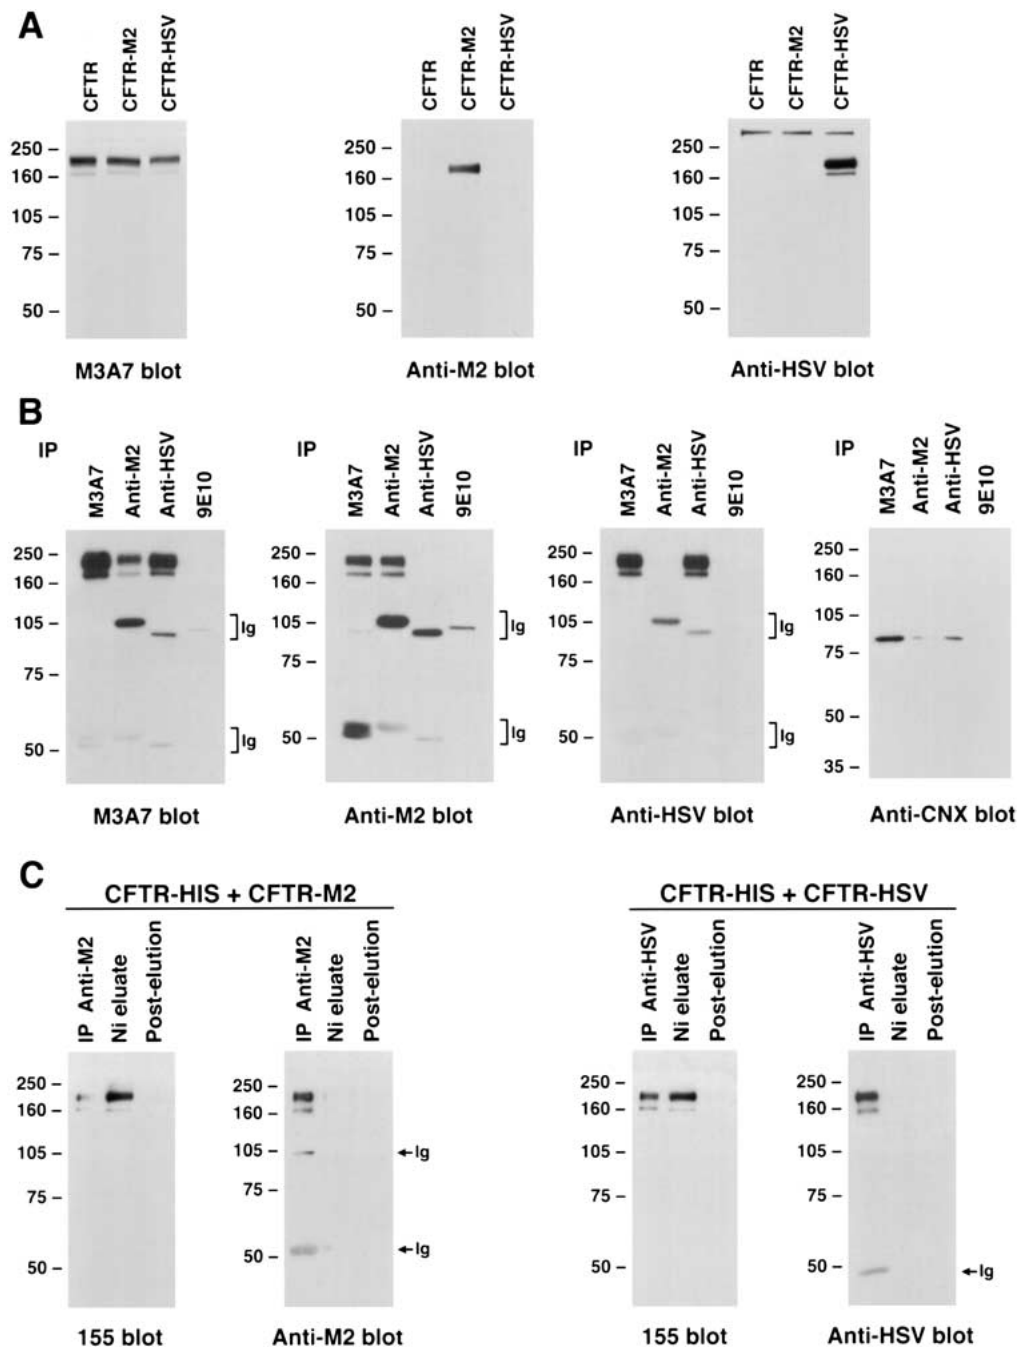 A
CFTR
CFTR-M2
CFTR-HSV
CFTR
CFTR-M2
CFTR-HSV
CFTR
CFTR-M2
CFTR-HSV
250 –
160 –
105 –
75 –
50 –
250 –
160 –
105 –
75 –
50 –
250 –
160 –
105 –
75 –
50 –
M3A7 blot
Anti-M2 blot
Anti-HSV blot
B
IP
M3A7
Anti-M2
Anti-HSV
9E10
IP
M3A7
Anti-M2
Anti-HSV
9E10
IP
M3A7
Anti-M2
Anti-HSV
9E10
IP
M3A7
Anti-M2
Anti-HSV
9E10
250 –
160 –
105 –
75 –
50 –
Ig
Ig
250 –
160 –
105 –
75 –
50 –
Ig
Ig
250 –
160 –
105 –
75 –
50 –
Ig
Ig
250 –
160 –
105 –
75 –
50 –
35 –
M3A7 blot
Anti-M2 blot
Anti-HSV blot
Anti-CNX blot
C
CFTR-HIS + CFTR-M2
CFTR-HIS + CFTR-HSV
IP Anti-M2
Ni eluate
Post-elution
IP Anti-M2
Ni eluate
Post-elution
IP Anti-HSV
Ni eluate
Post-elution
IP Anti-HSV
Ni eluate
Post-elution
250 –
160 –
105 –
75 –
50 –
250 –
160 –
105 –
75 –
50 –
Ig
Ig
250 –
160 –
105 –
75 –
50 –
250 –
160 –
105 –
75 –
50 –
Ig
155 blot
Anti-M2 blot
155 blot
Anti-HSV blot